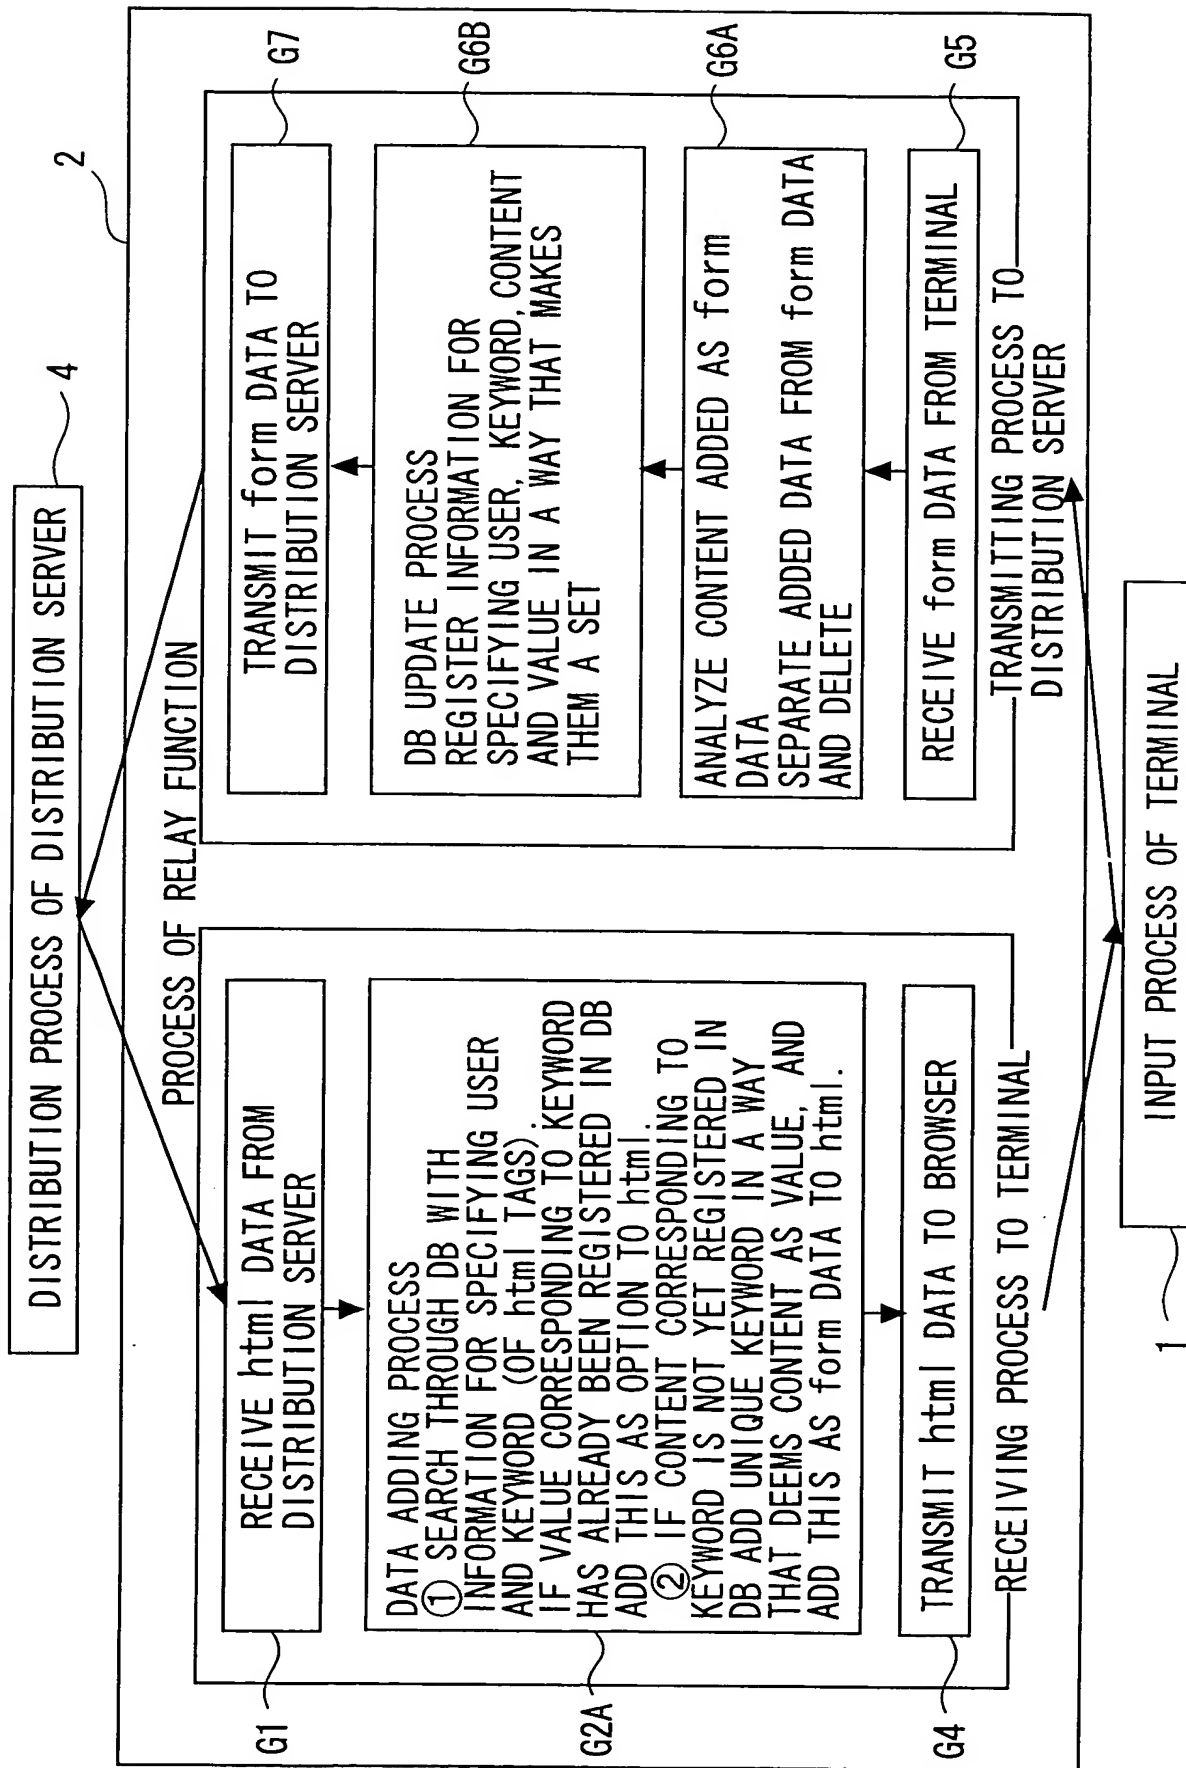 DISTRIBUTION PROCESS OF DISTRIBUTION SERVER
4
2
PROCESS OF RELAY FUNCTION
G1
RECEIVE html DATA FROM
DISTRIBUTION SERVER
G2A
DATA ADDING PROCESS
① SEARCH THROUGH DB WITH
INFORMATION FOR SPECIFYING USER
AND KEYWORD (OF html TAGS).
IF VALUE CORRESPONDING TO KEYWORD
HAS ALREADY BEEN REGISTERED IN DB
ADD THIS AS OPTION TO html.
② IF CONTENT CORRESPONDING TO
KEYWORD IS NOT YET REGISTERED IN
DB ADD UNIQUE KEYWORD IN A WAY
THAT DEEMS CONTENT AS VALUE, AND
ADD THIS AS form DATA TO html.
G4
TRANSMIT html DATA TO BROWSER
RECEIVING PROCESS TO TERMINAL
G7
TRANSMIT form DATA TO
DISTRIBUTION SERVER
G6B
DB UPDATE PROCESS
REGISTER INFORMATION FOR
SPECIFYING USER, KEYWORD, CONTENT
AND VALUE IN A WAY THAT MAKES
THEM A SET
G6A
ANALYZE CONTENT ADDED AS form
DATA
SEPARATE ADDED DATA FROM form DATA
AND DELETE
G5
RECEIVE form DATA FROM TERMINAL
TRANSMITTING PROCESS TO
DISTRIBUTION SERVER
1
INPUT PROCESS OF TERMINAL